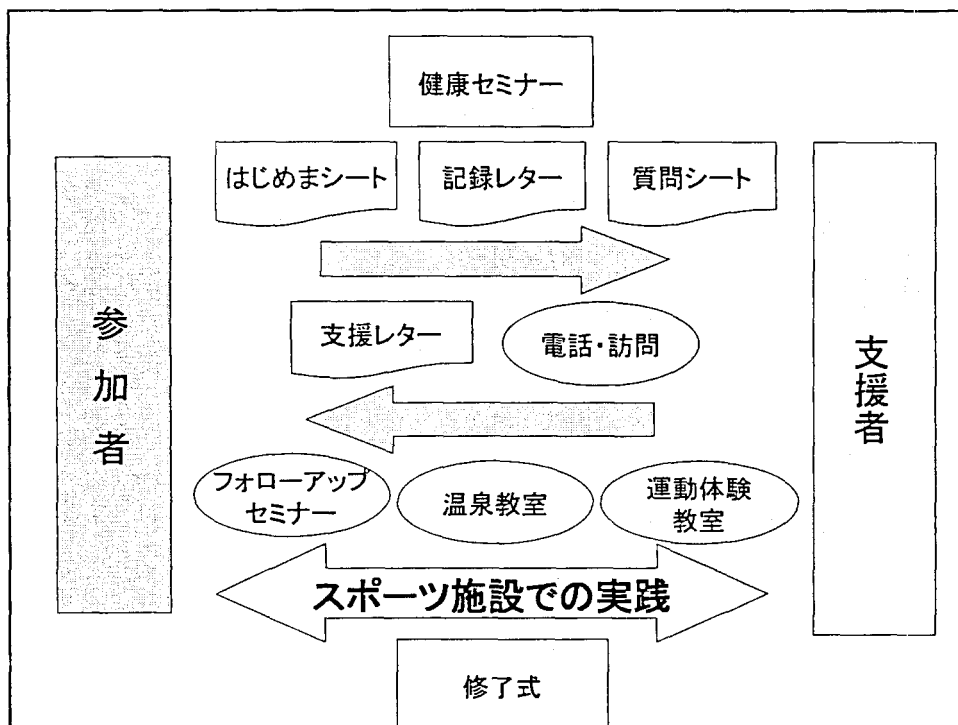 健康セミナー
はじめまシート
記録レター
質問シート
参加者
支援レター
電話・訪問
支援者
フォローアップ
セミナー
温泉教室
運動体験
教室
スポーツ施設での実践
修了式